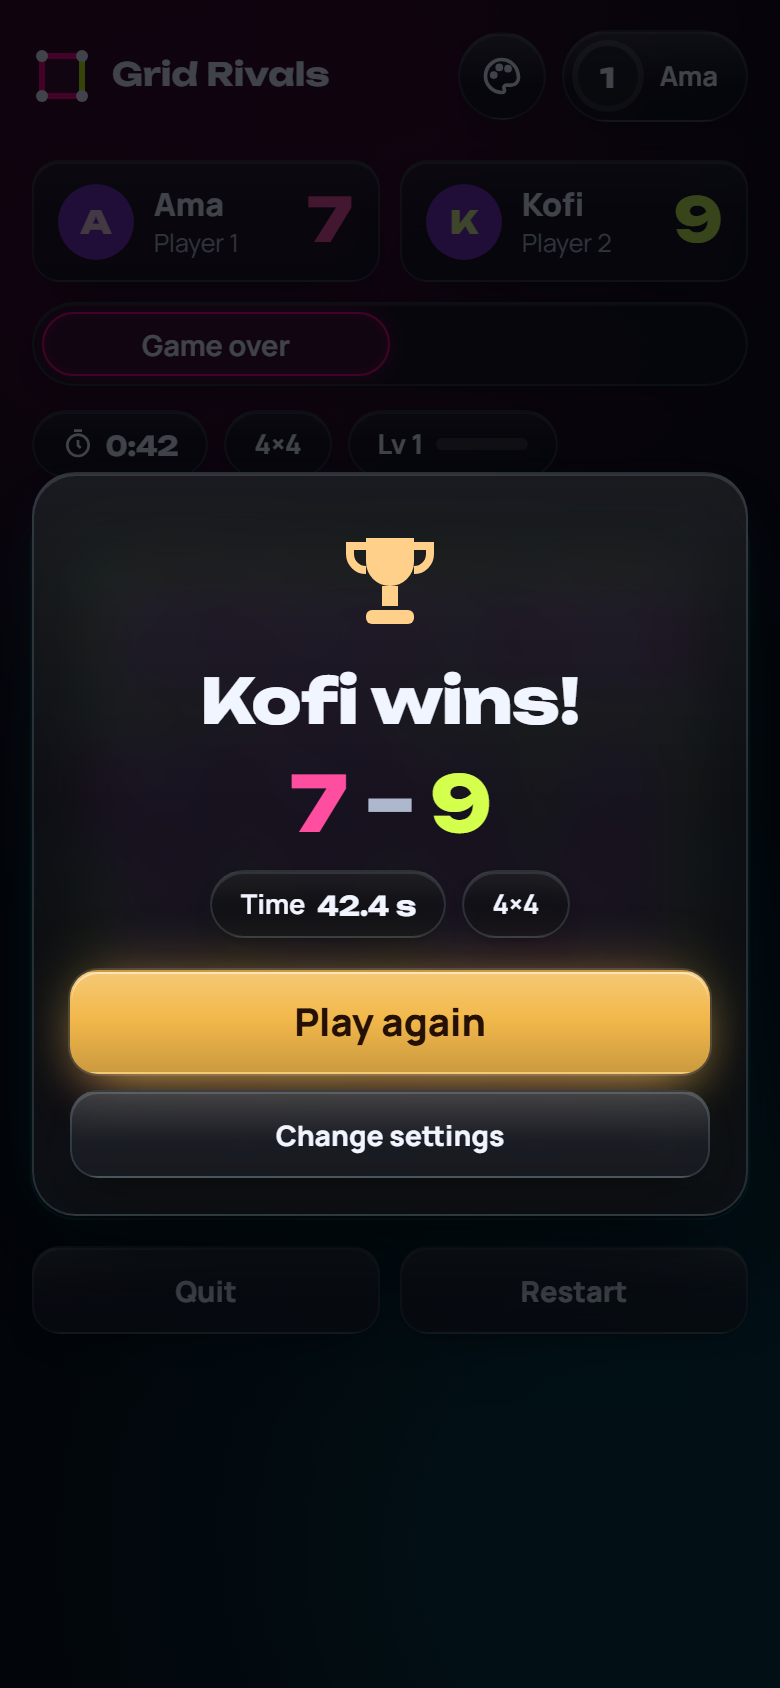 Grid Rivals
1 Ama
A Ama 7
Player 1
K Kofi 9
Player 2
Game over
0:42 4×4 Lv 1
Kofi wins!
7 – 9
Time 42.4 s 4×4
Play again
Change settings
Quit Restart